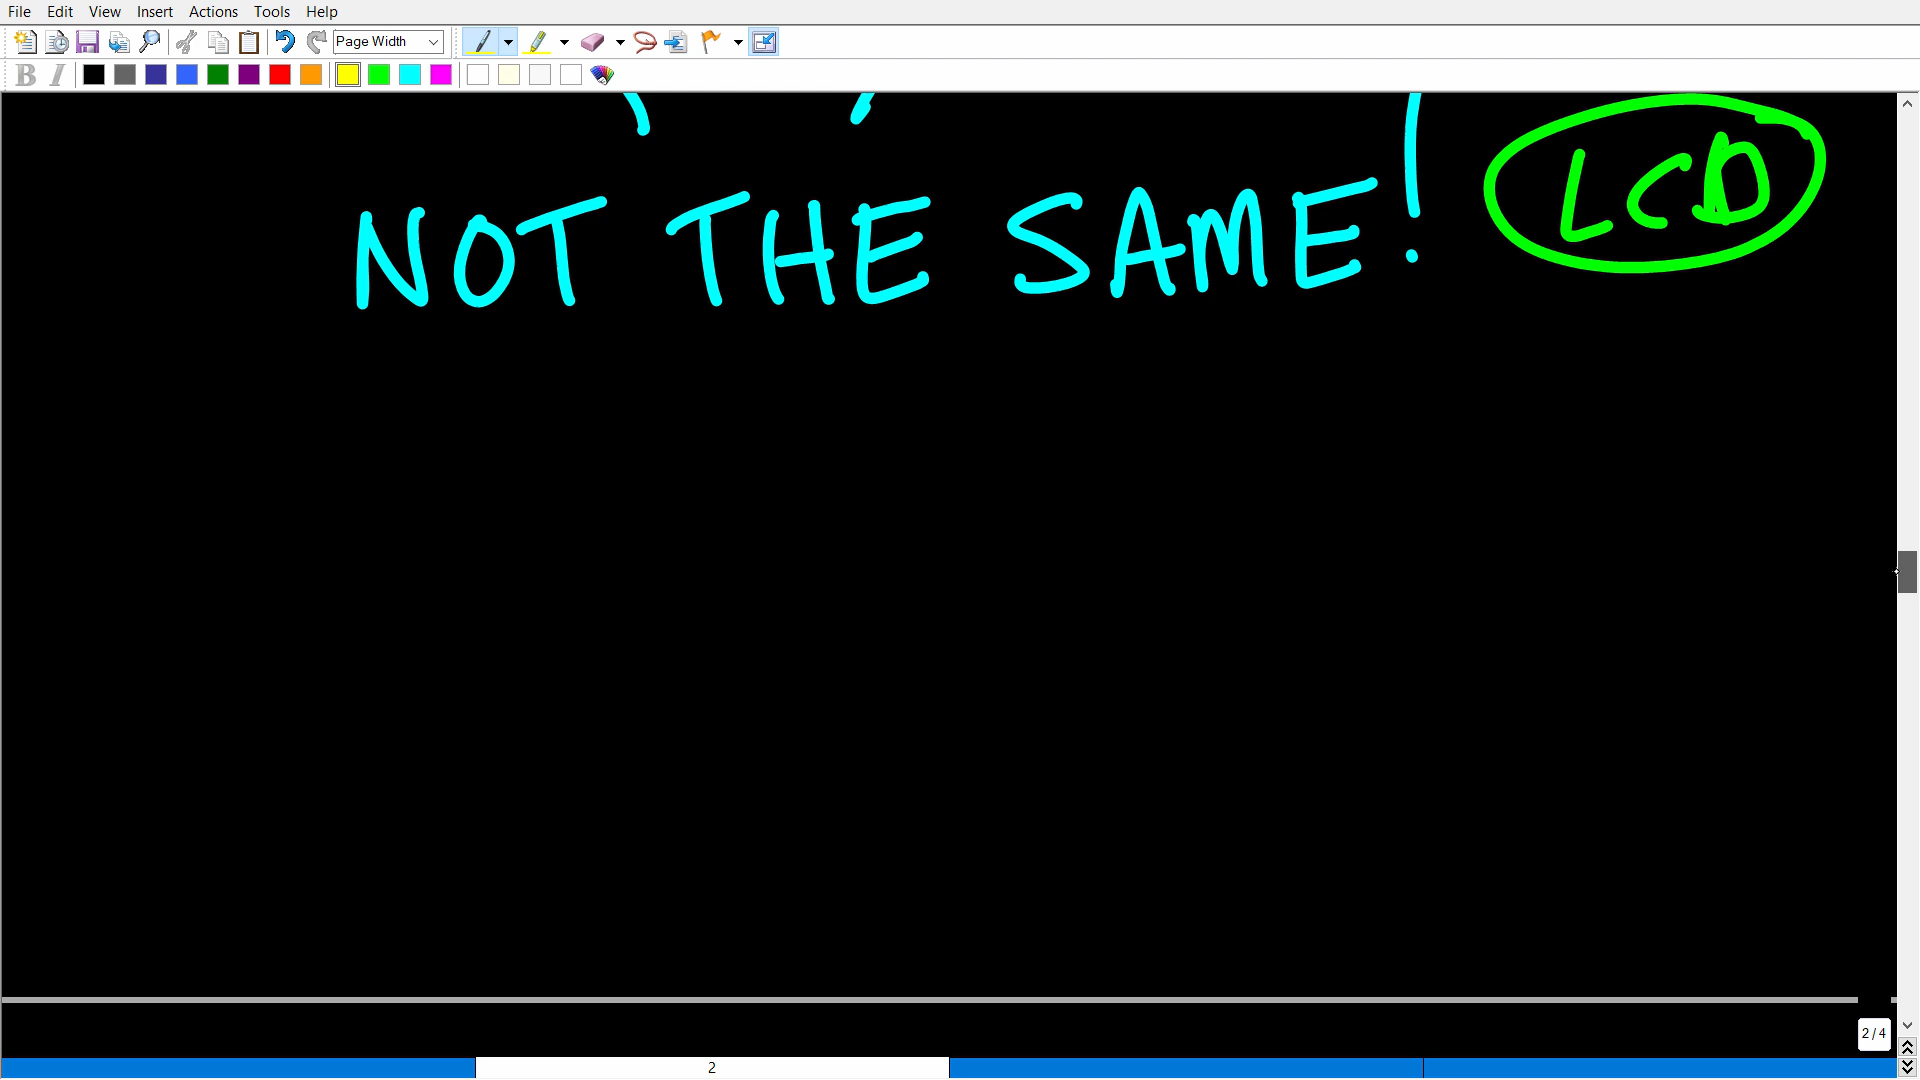 File Edit View Insert Actions Tools Help
Page Width
B I
NOT THE SAME! LCD
2 / 4
2